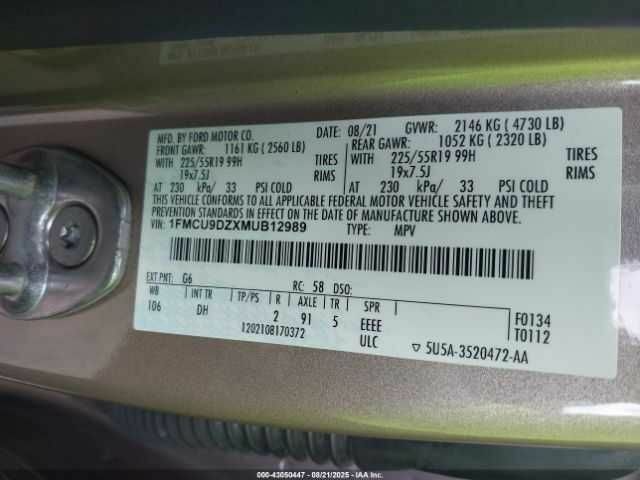 MFD. BY FORD MOTOR CO.
DATE: 08/21 GVWR: 2146 KG ( 4730 LB)
FRONT GAWR: 1161 KG ( 2560 LB)
REAR GAWR: 1052 KG ( 2320 LB)
WITH TIRES
225/55R19 99H
WITH TIRES
225/55R19 99H
19x7.5J RIMS
19x7.5J RIMS
AT 230 kPa/ 33 PSI COLD
AT 230 kPa/ 33 PSI COLD
THIS VEHICLE CONFORMS TO ALL APPLICABLE FEDERAL MOTOR VEHICLE SAFETY AND THEFT
PREVENTION STANDARDS IN EFFECT ON THE DATE OF MANUFACTURE SHOWN ABOVE.
VIN: 1FMCU9DZXMUB12989
TYPE: MPV
EXT PNT: G6 RC: 58 DSO:
WB INT TR TP/PS R AXLE TR SPR
106 DH 2 91 5 EEEE
1202108170372 ULC
F0134
T0112
▽ 5U5A-3520472-AA
000-43050447 - 08/21/2025 - IAAI.COM